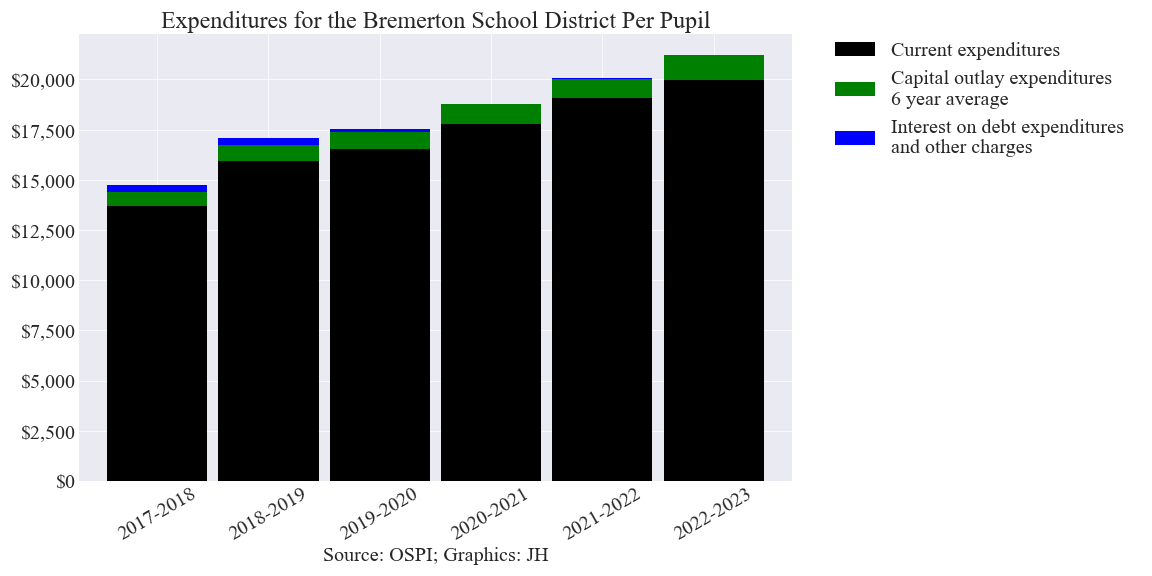 Expenditures for the Bremerton School District Per Pupil
$20,000
$17,500
$15,000
$12,500
$10,000
$7,500
$5,000
$2,500
$0
2017-2018
2018-2019
2019-2020
2020-2021
2021-2022
2022-2023
Source: OSPI; Graphics: JH
Current expenditures
Capital outlay expenditures
6 year average
Interest on debt expenditures
and other charges